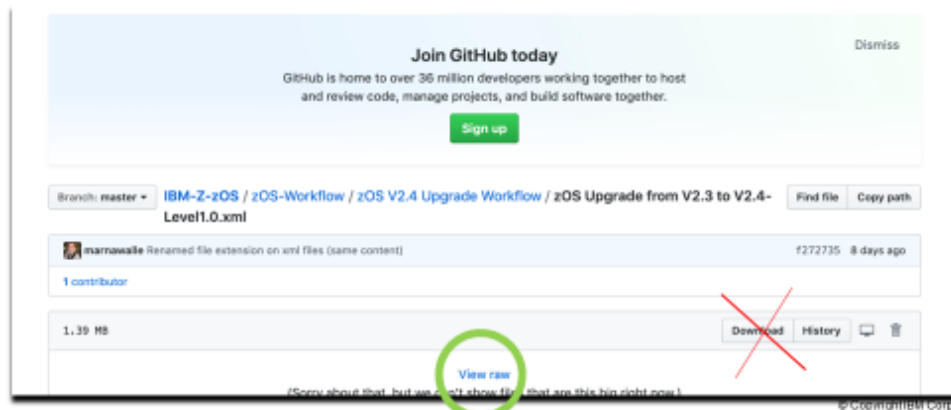 Join GitHub today
Dismiss
GitHub is home to over 36 million developers working together to host
and review code, manage projects, and build software together.
Sign up
Branch: master IBM-Z-zOS / zOS-Workflow / zOS V2.4 Upgrade Workflow / zOS Upgrade from V2.3 to V2.4-
Level1.0.xml
Find file Copy path
marnawalle Renamed file extension on xml files (same content) f272735 8 days ago
1 contributor
1.39 MB Download History
View raw
(Sorry about that, but we can't show files that are this big right now.)
© Copyright IBM Corp